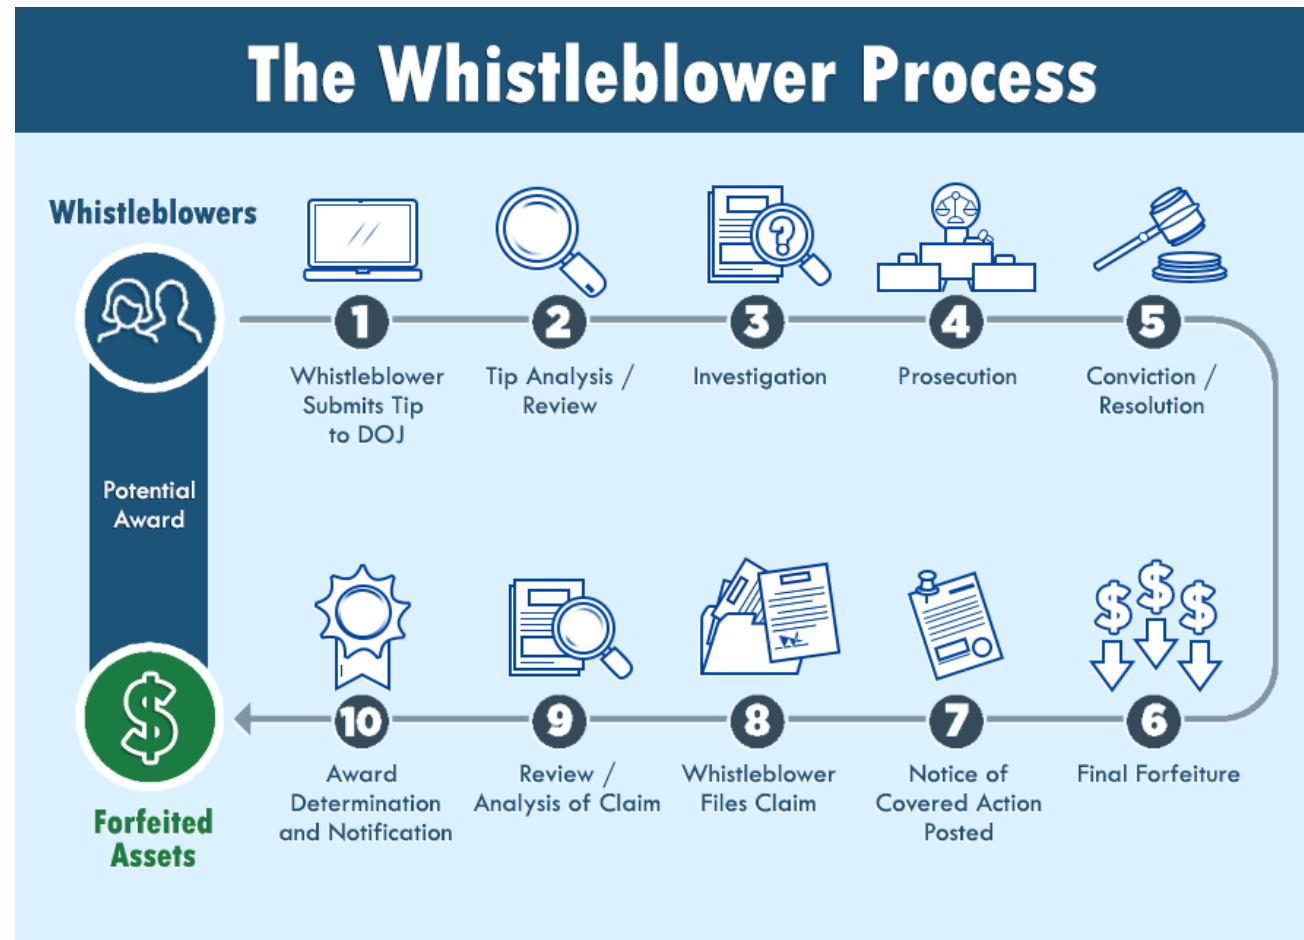 The Whistleblower Process
Whistleblowers
1
2
3
4
5
Whistleblower
Submits Tip
to DOJ
Tip Analysis /
Review
Investigation
Prosecution
Conviction /
Resolution
Potential
Award
10
9
8
7
6
Award
Determination
and Notification
Review /
Analysis of Claim
Whistleblower
Files Claim
Notice of
Covered Action
Posted
Final Forfeiture
Forfeited
Assets